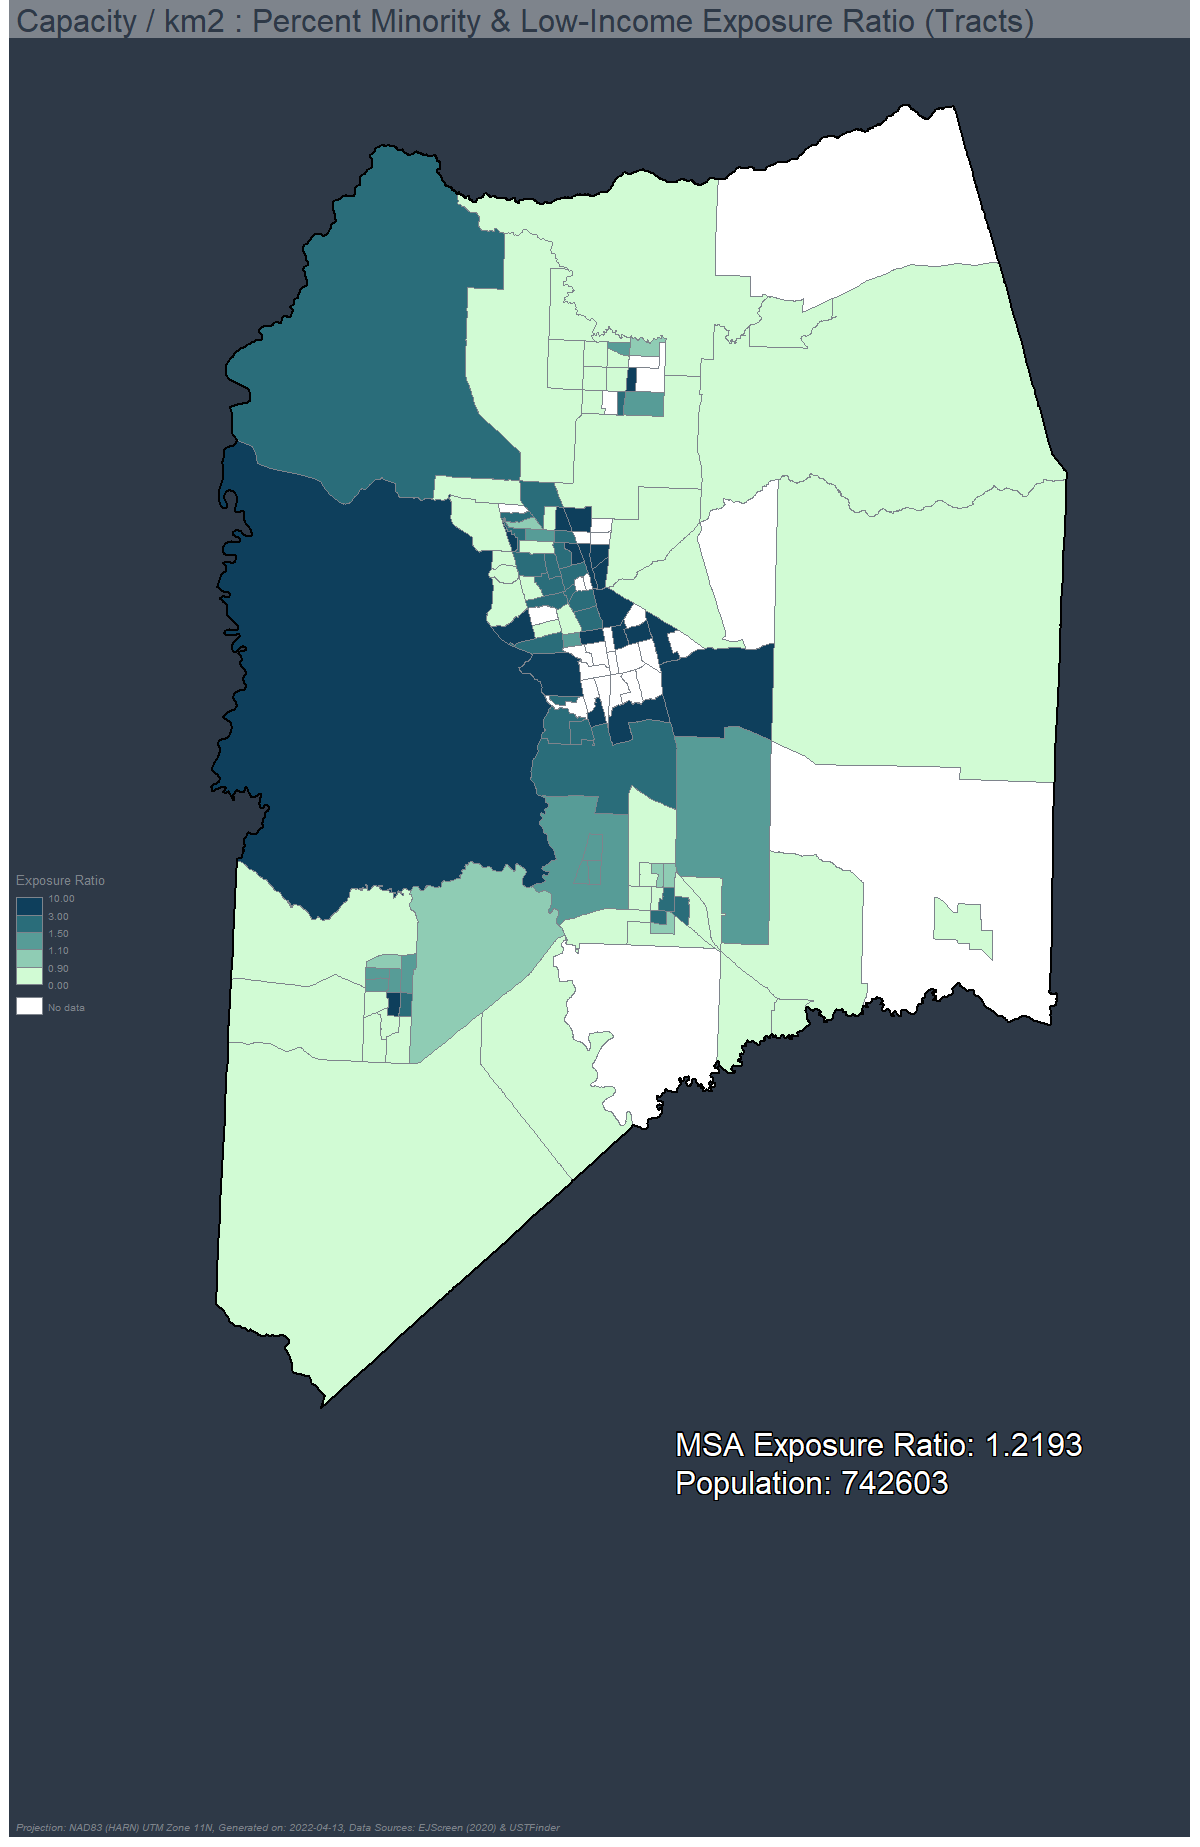 Capacity / km2 : Percent Minority & Low-Income Exposure Ratio (Tracts)
Exposure Ratio
10.00
3.00
1.50
1.10
0.90
0.00
No data
MSA Exposure Ratio: 1.2193
Population: 742603
Projection: NAD83 (HARN) UTM Zone 11N, Generated on: 2022-04-13, Data Sources: EJScreen (2020) & USTFinder